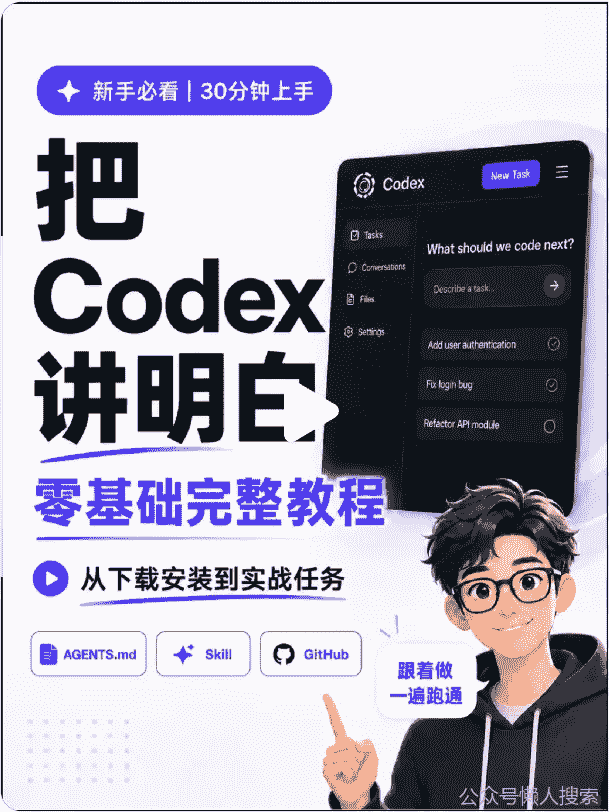 新手必看 | 30分钟上手
把
Codex
讲明白
零基础完整教程
从下载安装到实战任务
AGENTS.md
Skill
GitHub
Codex
New Task
Tasks
Conversations
Files
Settings
What should we code next?
Describe a task...
Add user authentication
Fix login bug
Refactor API module
跟着做
一遍跑通
公众号懒人搜索